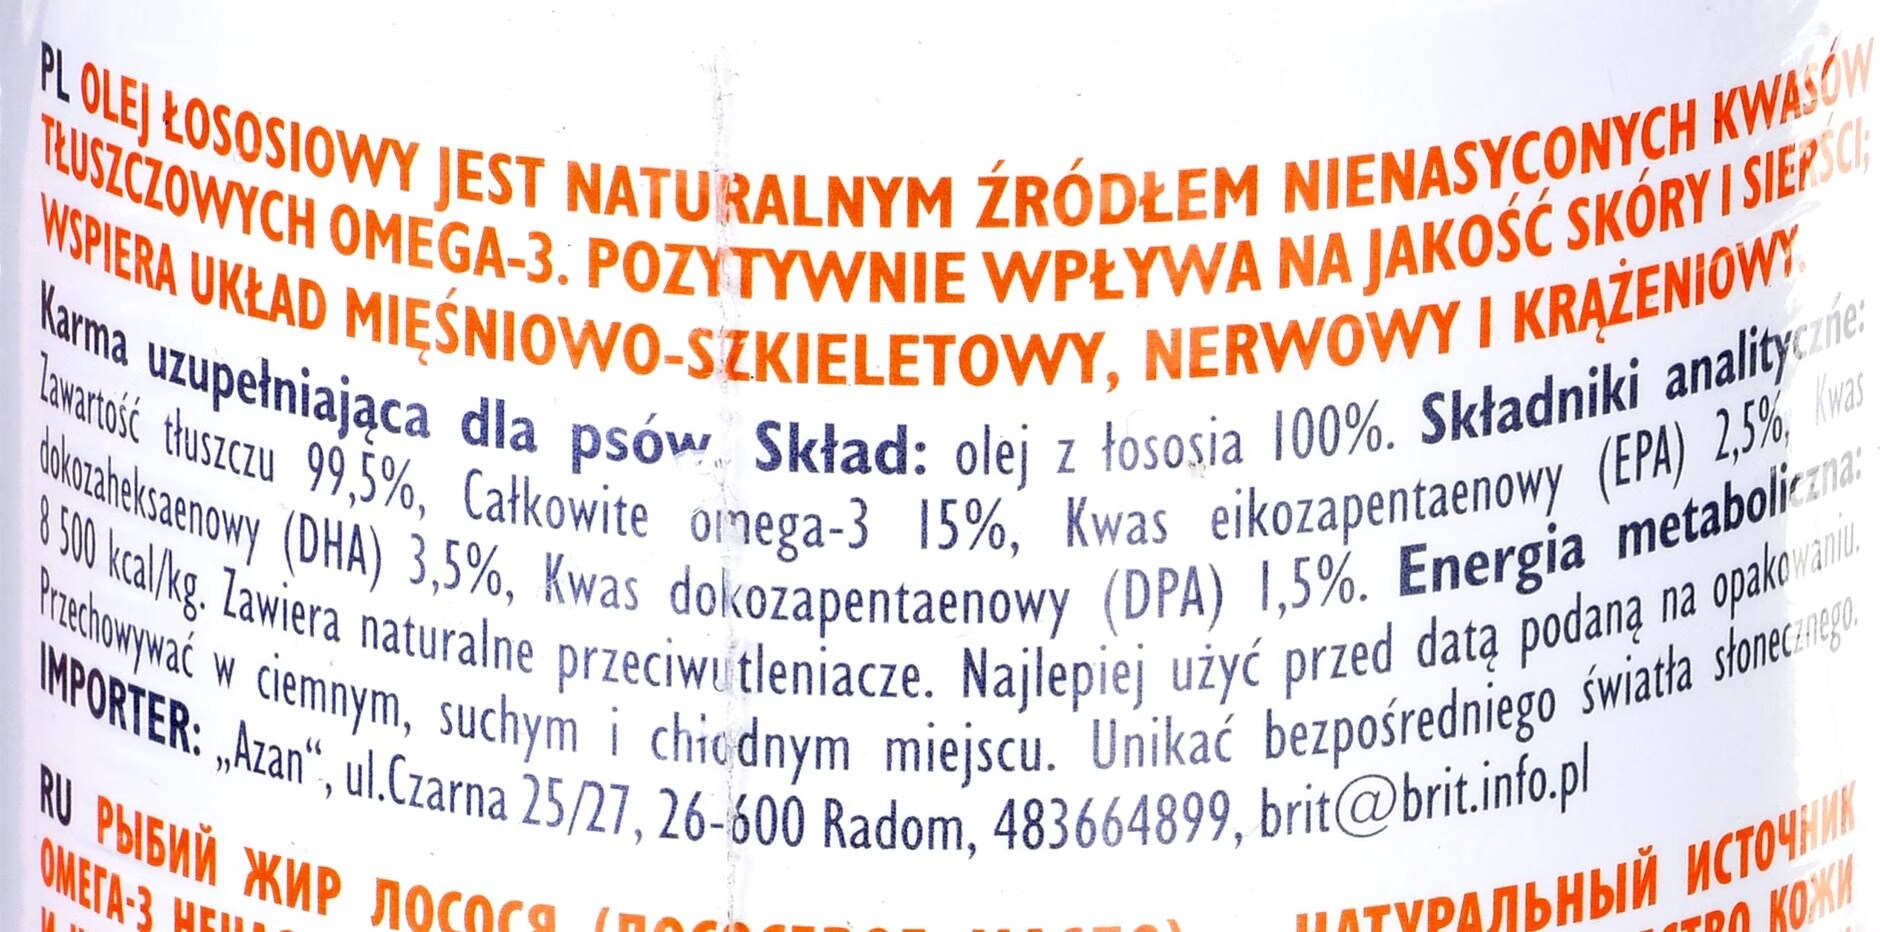 PL OLEJ ŁOSOSIOWY JEST NATURALNYM ŹRÓDŁEM NIENASYCONYCH KWASÓW
TŁUSZCZOWYCH OMEGA-3. POZYTYWNIE WPŁYWA NA JAKOŚĆ SKÓRY I SIERŚCI;
WSPIERA UKŁAD MIĘŚNIOWO-SZKIELETOWY, NERWOWY I KRĄŻENIOWY.
Karma uzupełniająca dla psów. Skład: olej z łososia 100%. Składniki analityczne:
Zawartość tłuszczu 99,5%, Całkowite omega-3 15%, Kwas eikozapentaenowy (EPA) 2,5%, Kwas
dokozaheksaenowy (DHA) 3,5%, Kwas dokozapentaenowy (DPA) 1,5%. Energia metaboliczna:
8 500 kcal/kg. Zawiera naturalne przeciwutleniacze. Najlepiej użyć przed datą podaną na opakowaniu.
Przechowywać w ciemnym, suchym i chłodnym miejscu. Unikać bezpośredniego światła słonecznego.
IMPORTER: „Azan“, ul.Czarna 25/27, 26-600 Radom, 483664899, brit@brit.info.pl
RU РЫБИЙ ЖИР ЛОСОСЯ (ЛОСОСЕВОЕ МАСЛО) - НАТУРАЛЬНЫЙ ИСТОЧНИК
ОМЕГА-3 КОЖИ